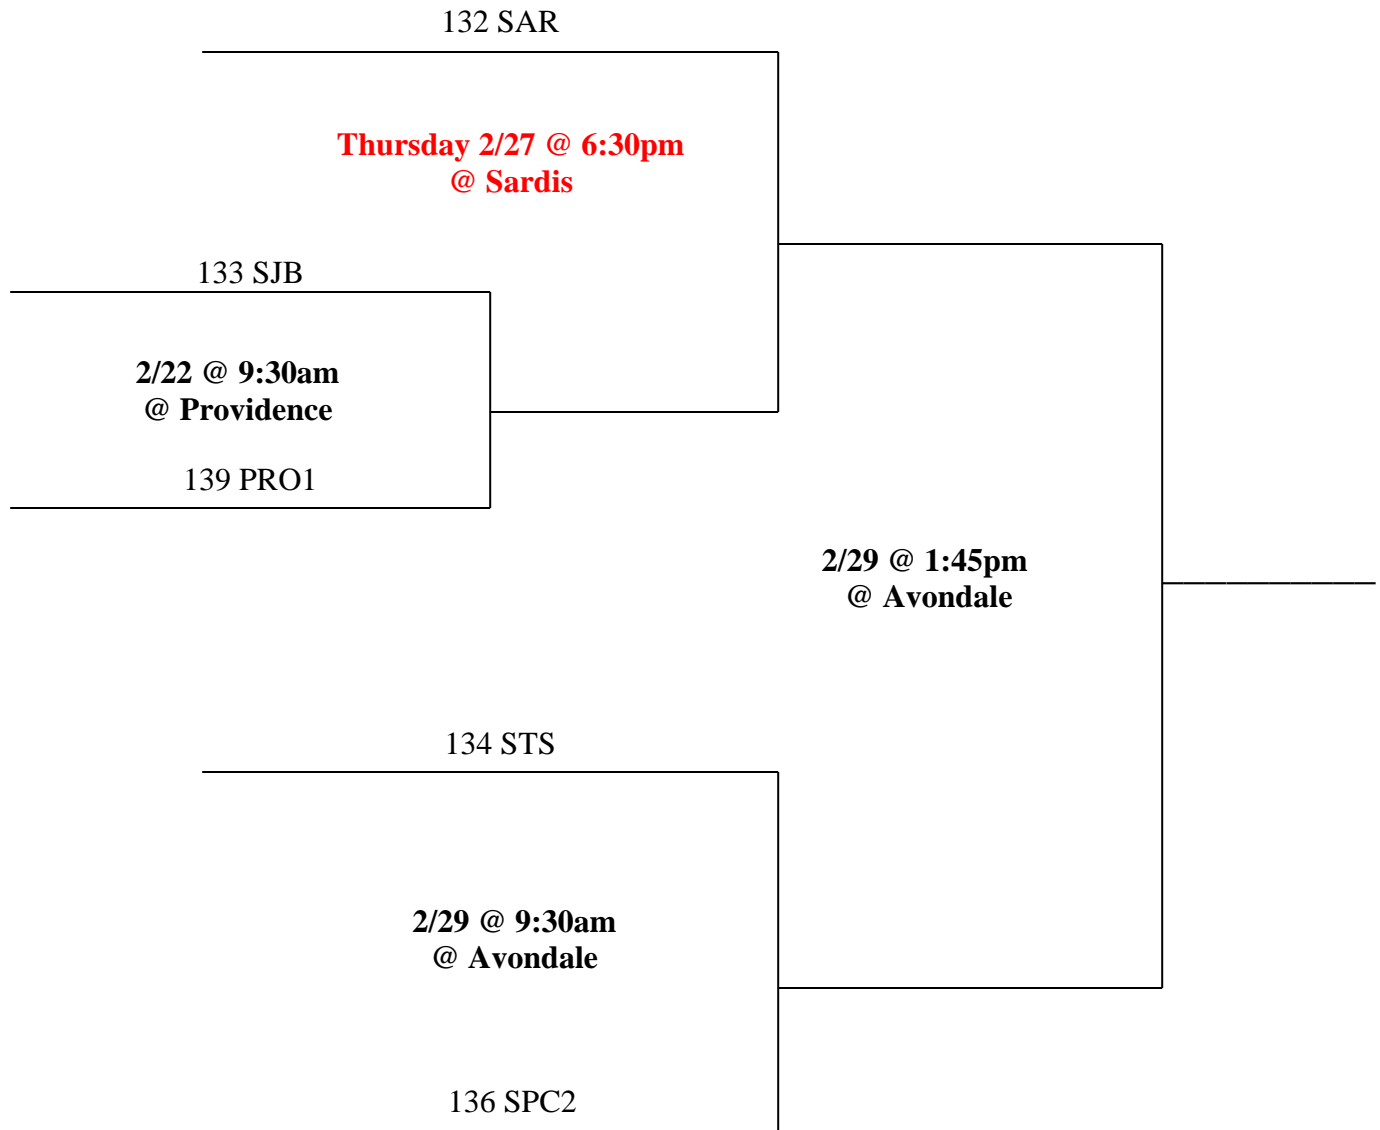 132 SAR
Thursday 2/27 @ 6:30pm
@ Sardis
133 SJB
2/22 @ 9:30am
@ Providence
139 PRO1
2/29 @ 1:45pm
@ Avondale
134 STS
2/29 @ 9:30am
@ Avondale
136 SPC2